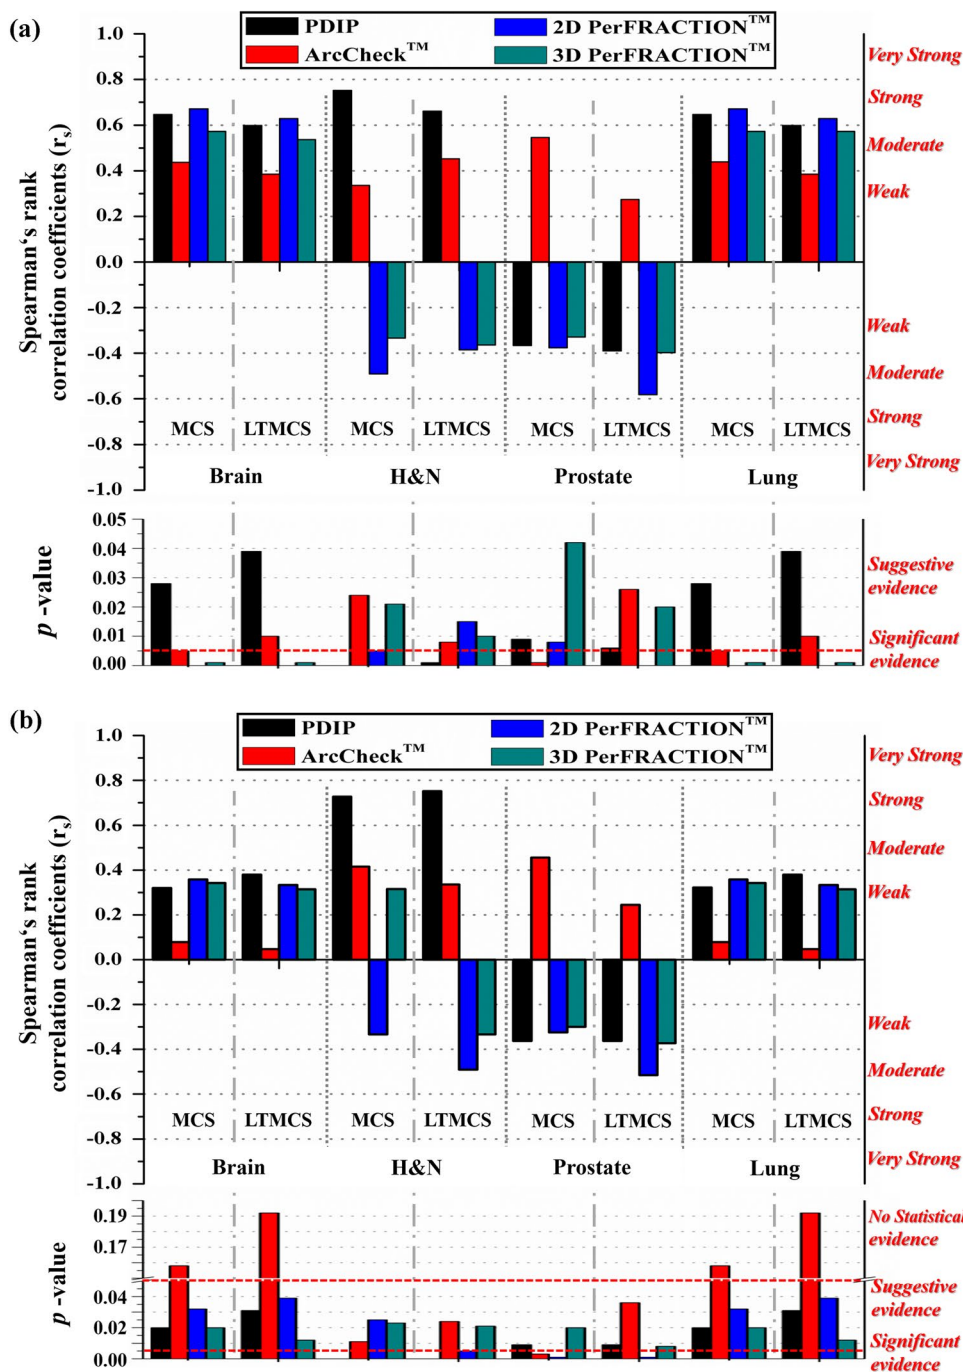 (a)
PDIP
2D PerFRACTION™
ArcCheck™
3D PerFRACTION™
Spearman's rank
correlation coefficients (rs)
1.0
0.8
0.6
0.4
0.2
0.0
-0.2
-0.4
-0.6
-0.8
-1.0
Very Strong
Strong
Moderate
Weak
Weak
Moderate
Strong
Very Strong
MCS LTMCS MCS LTMCS MCS LTMCS MCS LTMCS
Brain H&N Prostate Lung
p -value
0.05
0.04
0.03
0.02
0.01
0.00
Suggestive
evidence
Significant
evidence
(b)
PDIP
2D PerFRACTION™
ArcCheck™
3D PerFRACTION™
Spearman's rank
correlation coefficients (rs)
1.0
0.8
0.6
0.4
0.2
0.0
-0.2
-0.4
-0.6
-0.8
-1.0
Very Strong
Strong
Moderate
Weak
Weak
Moderate
Strong
Very Strong
MCS LTMCS MCS LTMCS MCS LTMCS MCS LTMCS
Brain H&N Prostate Lung
p -value
0.19
0.17
0.04
0.02
0.00
No Statistical
evidence
Suggestive
evidence
Significant
evidence